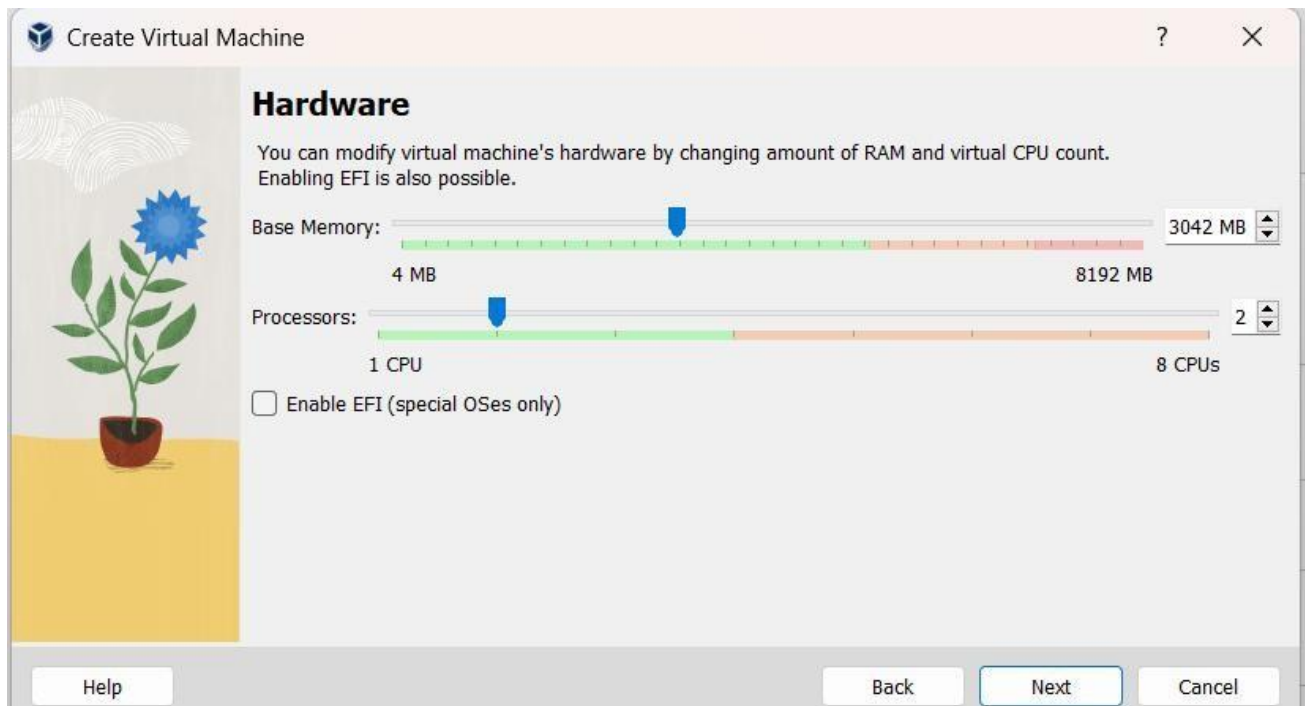 Create Virtual Machine
?
Hardware
You can modify virtual machine's hardware by changing amount of RAM and virtual CPU count.
Enabling EFI is also possible.
Base Memory:
3042 MB
4 MB
8192 MB
Processors:
2
1 CPU
8 CPUs
Enable EFI (special OSes only)
Help
Back
Next
Cancel